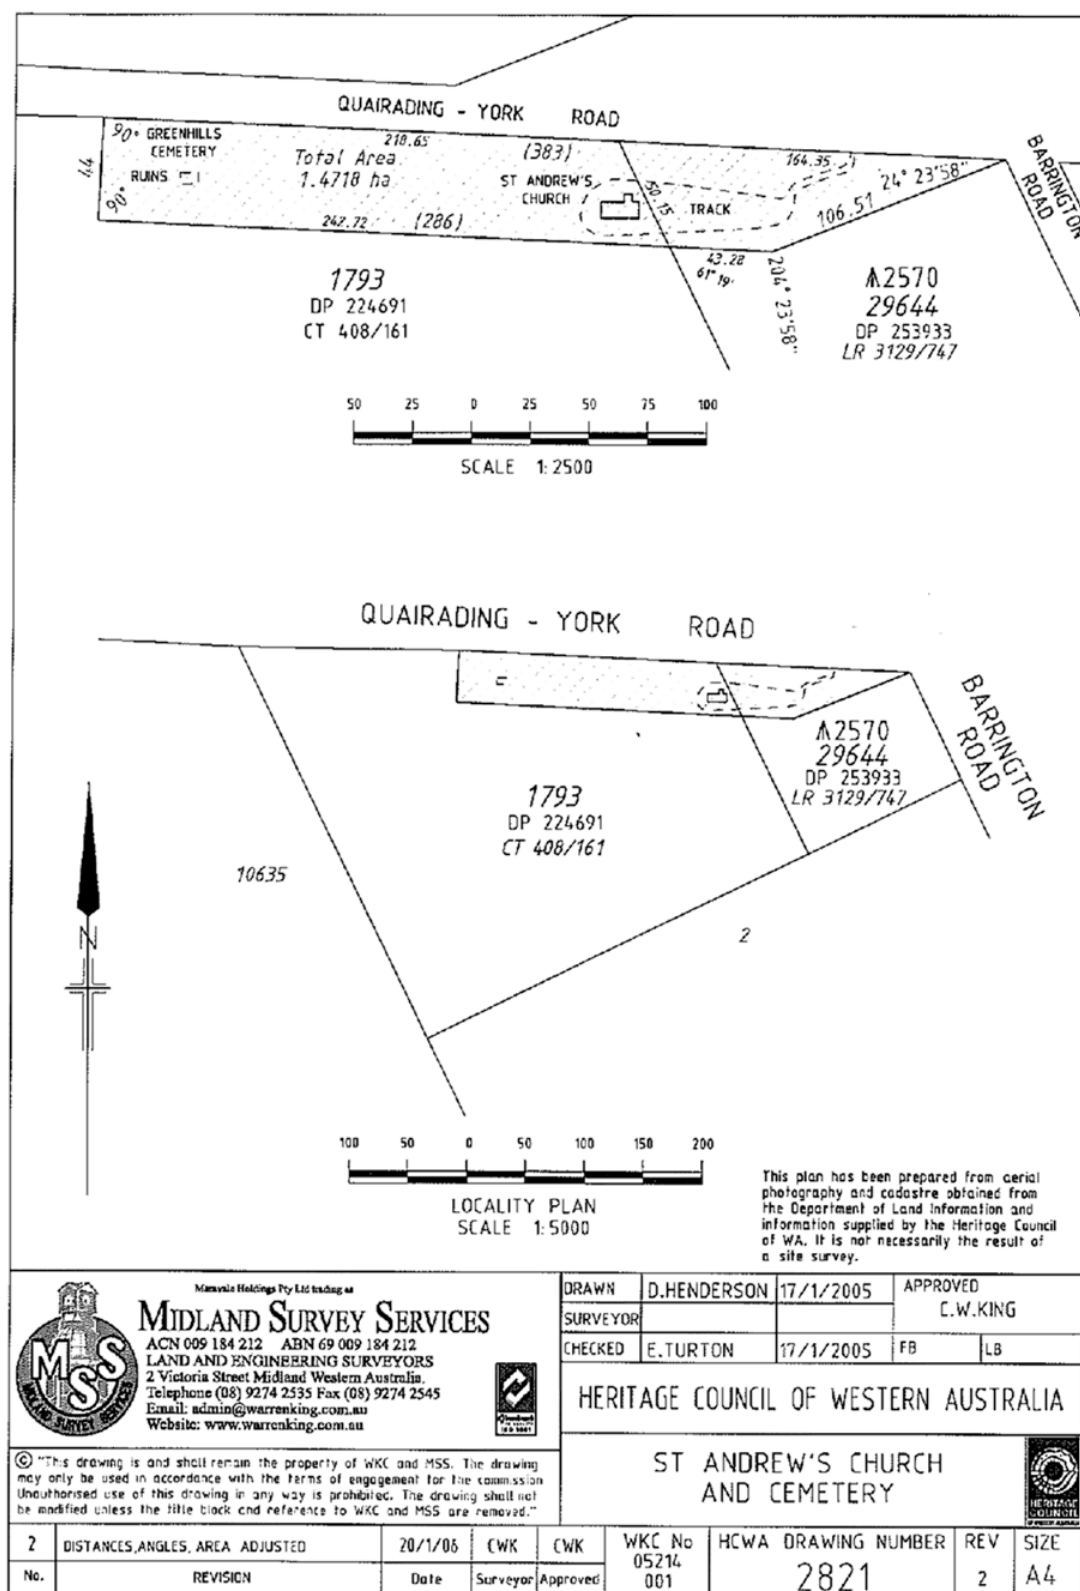 QUAIRADING - YORK ROAD
90° GREENHILLS
CEMETERY
218.65
(383)
Total Area
1.4718 ha
164.35
24° 23'58"
BARRINGTON
ROAD
44
RUINS
ST ANDREW'S
CHURCH
50.15
TRACK
106.51
90°
(286)
43.28
61° 19'
204° 23'58"
1793
DP 224691
CT 408/161
2570
29644
DP 253933
LR 3129/747
50 25 0 25 50 75 100
SCALE 1:2500
QUAIRADING - YORK ROAD
BARRINGTON
ROAD
2570
29644
DP 253933
LR 3129/747
1793
DP 224691
CT 408/161
10635
N
2
100 50 0 50 100 150 200
LOCALITY PLAN
SCALE 1:5000
This plan has been prepared from aerial
photography and cadastre obtained from
the Department of Land Information and
information supplied by the Heritage Council
of WA. It is not necessarily the result of
a site survey.
Maravale Holdings Pty Ltd trading as
MIDLAND SURVEY SERVICES
ACN 009 184 212 ABN 69 009 184 212
LAND AND ENGINEERING SURVEYORS
2 Victoria Street Midland Western Australia.
Telephone (08) 9274 2535 Fax (08) 9274 2545
Email: admin@warrenking.com.au
Website: www.warrenking.com.au
MSS
MIDLAND SURVEY SERVICES
DRAWN D.HENDERSON 17/1/2005 APPROVED
C.W.KING
SURVEYOR
CHECKED E.TURTON 17/1/2005 FB LB
HERITAGE COUNCIL OF WESTERN AUSTRALIA
© "This drawing is and shall remain the property of WKC and MSS. The drawing
may only be used in accordance with the terms of engagement for the commission
Unauthorised use of this drawing in any way is prohibited. The drawing shall not
be modified unless the title block and reference to WKC and MSS are removed."
ST ANDREW'S CHURCH
AND CEMETERY
HERITAGE
COUNCIL
2 DISTANCES,ANGLES, AREA ADJUSTED 20/1/06 CWK CWK
No. REVISION Date Surveyor Approved
WKC No
05214
001
HCWA DRAWING NUMBER
2821
REV
2
SIZE
A4